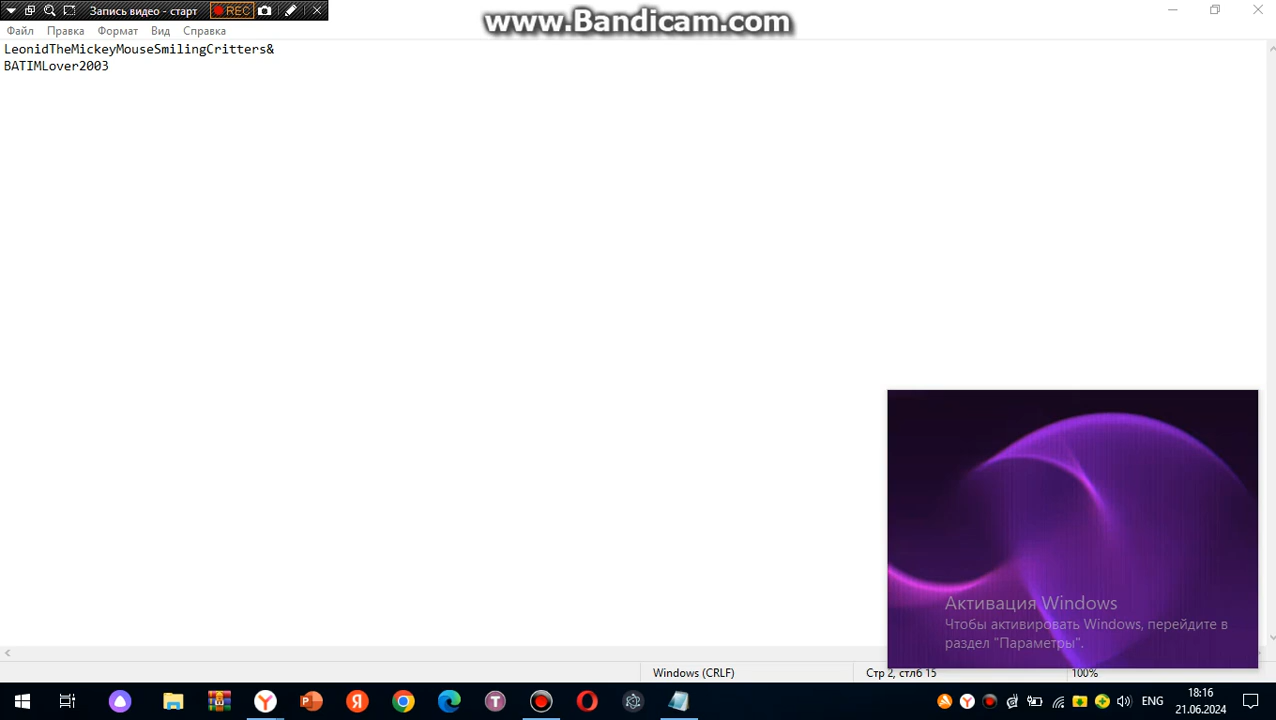 Запись видео - старт
REC
www.Bandicam.com
Файл Правка Формат Вид Справка
LeonidTheMickeyMouseSmilingCritters&
BATIMLover2003
Активация Windows
Чтобы активировать Windows, перейдите в
раздел "Параметры".
Windows (CRLF)
Стр 2, стлб 15
100%
ENG
18:16
21.06.2024